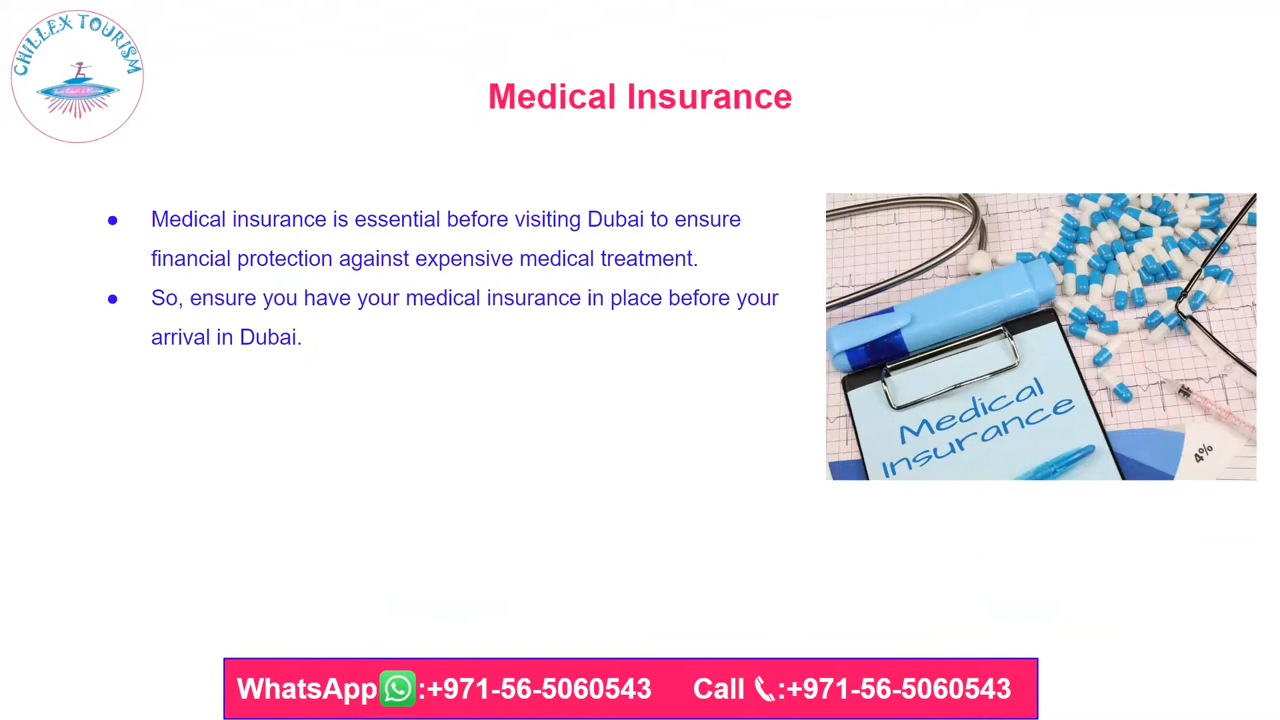 CHILLEX TOURISM
Medical Insurance
● Medical insurance is essential before visiting Dubai to ensure
financial protection against expensive medical treatment.
● So, ensure you have your medical insurance in place before your
arrival in Dubai.
Medical
Insurance
4%
WhatsApp :+971-56-5060543 Call :+971-56-5060543